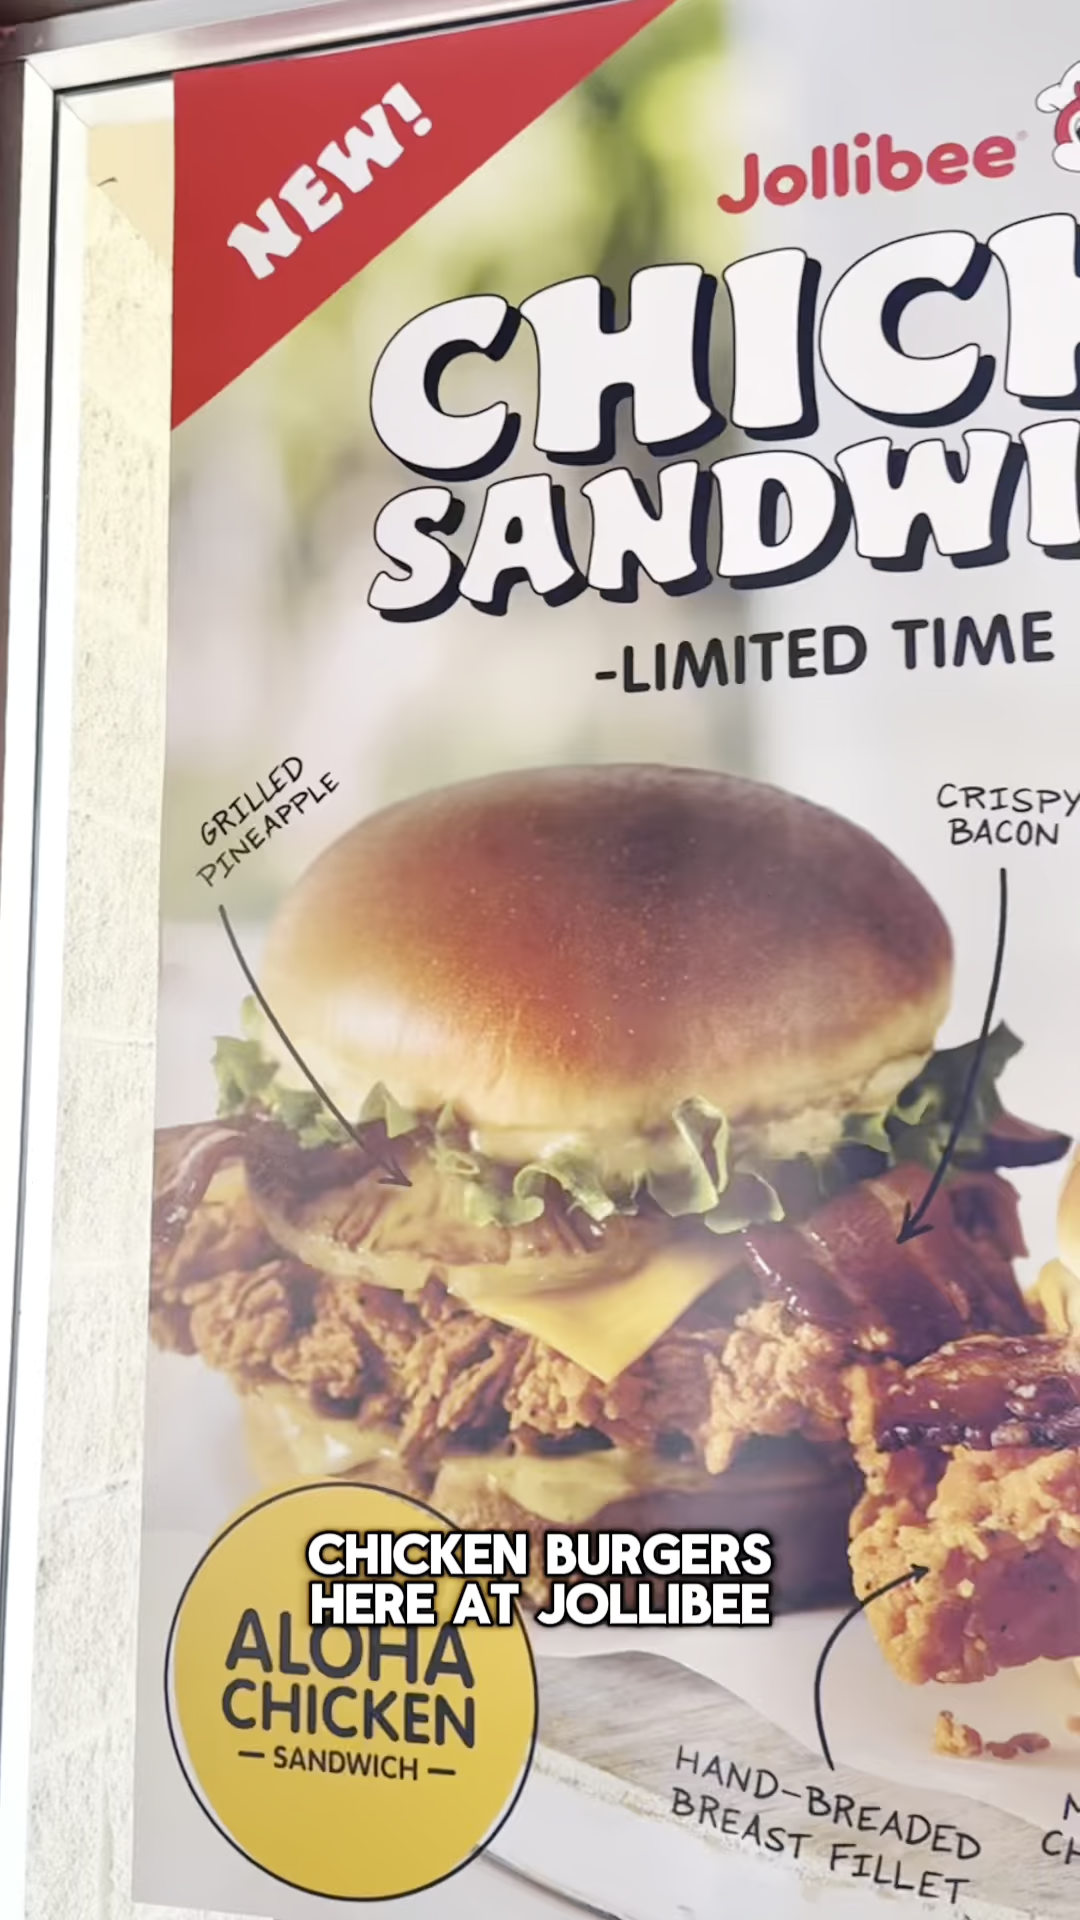 NEW!
Jollibee
CHICK
SANDWI
-LIMITED TIME
GRILLED
PINEAPPLE
CRISPY
BACON
CHICKEN BURGERS
HERE AT JOLLIBEE
ALOHA
CHICKEN
— SANDWICH —
HAND-BREADED
BREAST FILLET